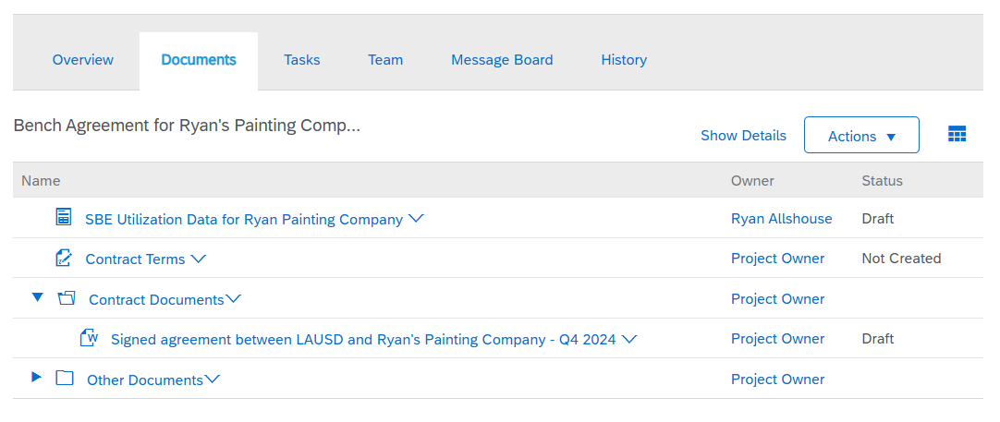 Overview Documents Tasks Team Message Board History
Bench Agreement for Ryan's Painting Comp...
Show Details Actions
Name Owner Status
SBE Utilization Data for Ryan Painting Company Ryan Allshouse Draft
Contract Terms Project Owner Not Created
Contract Documents Project Owner
Signed agreement between LAUSD and Ryan's Painting Company - Q4 2024 Project Owner Draft
Other Documents Project Owner